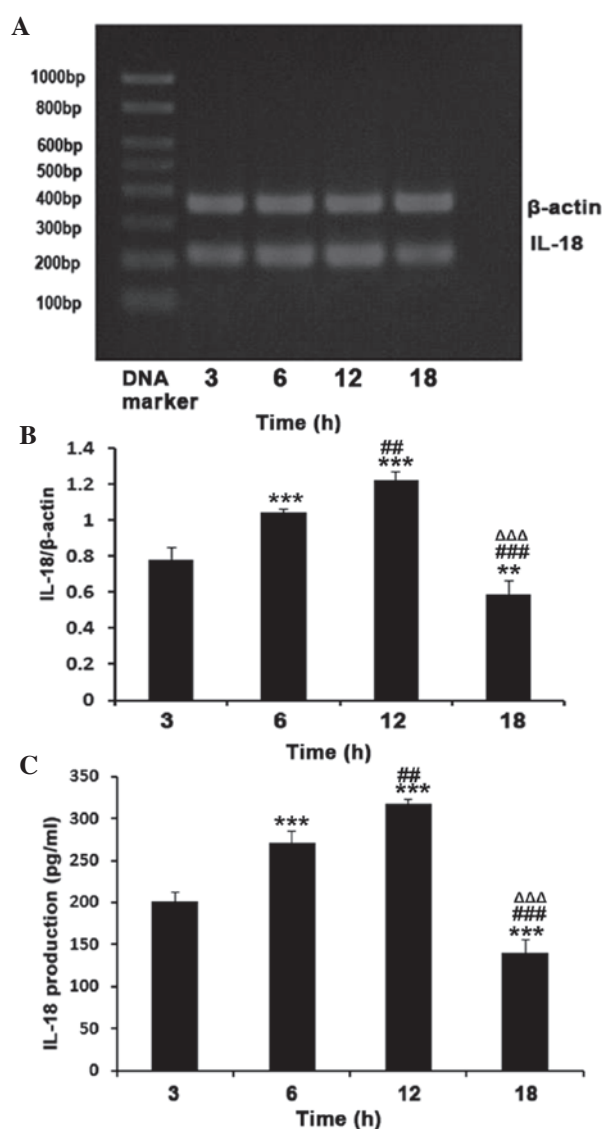 A
1000bp
800bp
600bp
500bp
400bp
300bp
200bp
100bp
β-actin
IL-18
DNA marker 3 6 12 18
Time (h)
B
IL-18/β-actin
1.4
1.2
1
0.8
0.6
0.4
0.2
0
***
##
***
ΔΔΔ
###
**
3 6 12 18
Time (h)
C
IL-18 production (pg/ml)
350
300
250
200
150
100
50
0
***
##
***
ΔΔΔ
###
***
3 6 12 18
Time (h)